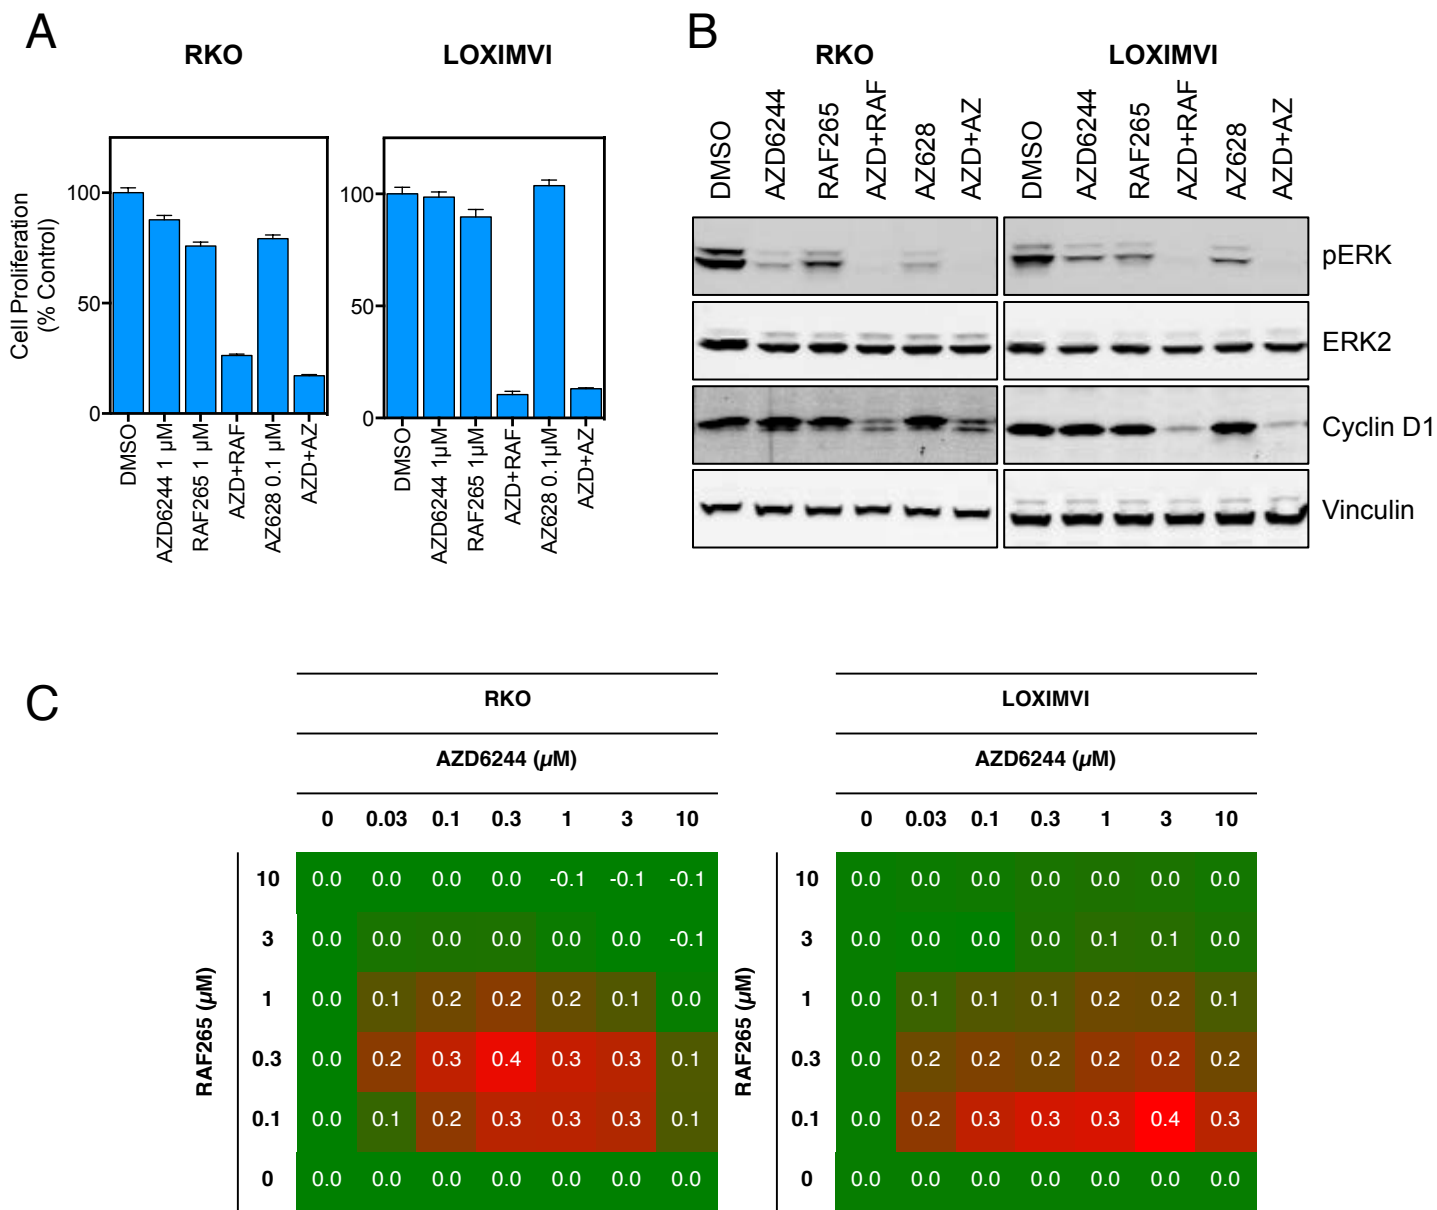 A
RKO
LOXIMVI
Cell Proliferation
(% Control)
100
50
0
DMSO
AZD6244 1 µM
RAF265 1 µM
AZD+RAF
AZ628 0.1 µM
AZD+AZ
100
50
0
DMSO
AZD6244 1µM
RAF265 1µM
AZD+RAF
AZ628 0.1µM
AZD+AZ
B
RKO
LOXIMVI
DMSO
AZD6244
RAF265
AZD+RAF
AZ628
AZD+AZ
DMSO
AZD6244
RAF265
AZD+RAF
AZ628
AZD+AZ
pERK
ERK2
Cyclin D1
Vinculin
C
RKO
AZD6244 (µM)
0 0.03 0.1 0.3 1 3 10
RAF265 (µM)
10 0.0 0.0 0.0 0.0 -0.1 -0.1 -0.1
3 0.0 0.0 0.0 0.0 0.0 0.0 -0.1
1 0.0 0.1 0.2 0.2 0.2 0.1 0.0
0.3 0.0 0.2 0.3 0.4 0.3 0.3 0.1
0.1 0.0 0.1 0.2 0.3 0.3 0.3 0.1
0 0.0 0.0 0.0 0.0 0.0 0.0 0.0
LOXIMVI
AZD6244 (µM)
0 0.03 0.1 0.3 1 3 10
RAF265 (µM)
10 0.0 0.0 0.0 0.0 0.0 0.0 0.0
3 0.0 0.0 0.0 0.0 0.1 0.1 0.0
1 0.0 0.1 0.1 0.1 0.2 0.2 0.1
0.3 0.0 0.2 0.2 0.2 0.2 0.2 0.2
0.1 0.0 0.2 0.3 0.3 0.3 0.4 0.3
0 0.0 0.0 0.0 0.0 0.0 0.0 0.0